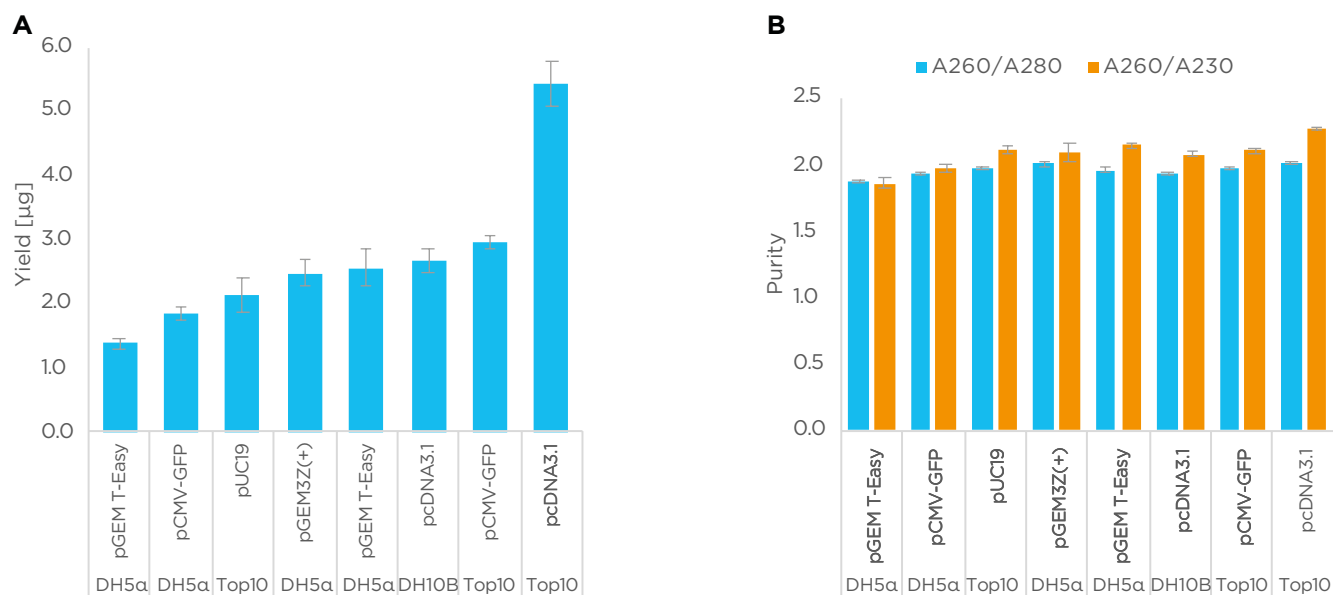 A
Yield [µg]
6.0
5.0
4.0
3.0
2.0
1.0
0.0
pGEM T-Easy
pCMV-GFP
pUC19
pGEM3Z(+)
pGEM T-Easy
pcDNA3.1
pCMV-GFP
pcDNA3.1
DH5α DH5α Top10 DH5α DH5α DH10B Top10 Top10
B
A260/A280 A260/A230
Purity
2.5
2.0
1.5
1.0
0.5
0.0
pGEM T-Easy
pCMV-GFP
pUC19
pGEM3Z(+)
pGEM T-Easy
pcDNA3.1
pCMV-GFP
pcDNA3.1
DH5α DH5α Top10 DH5α DH5α DH10B Top10 Top10